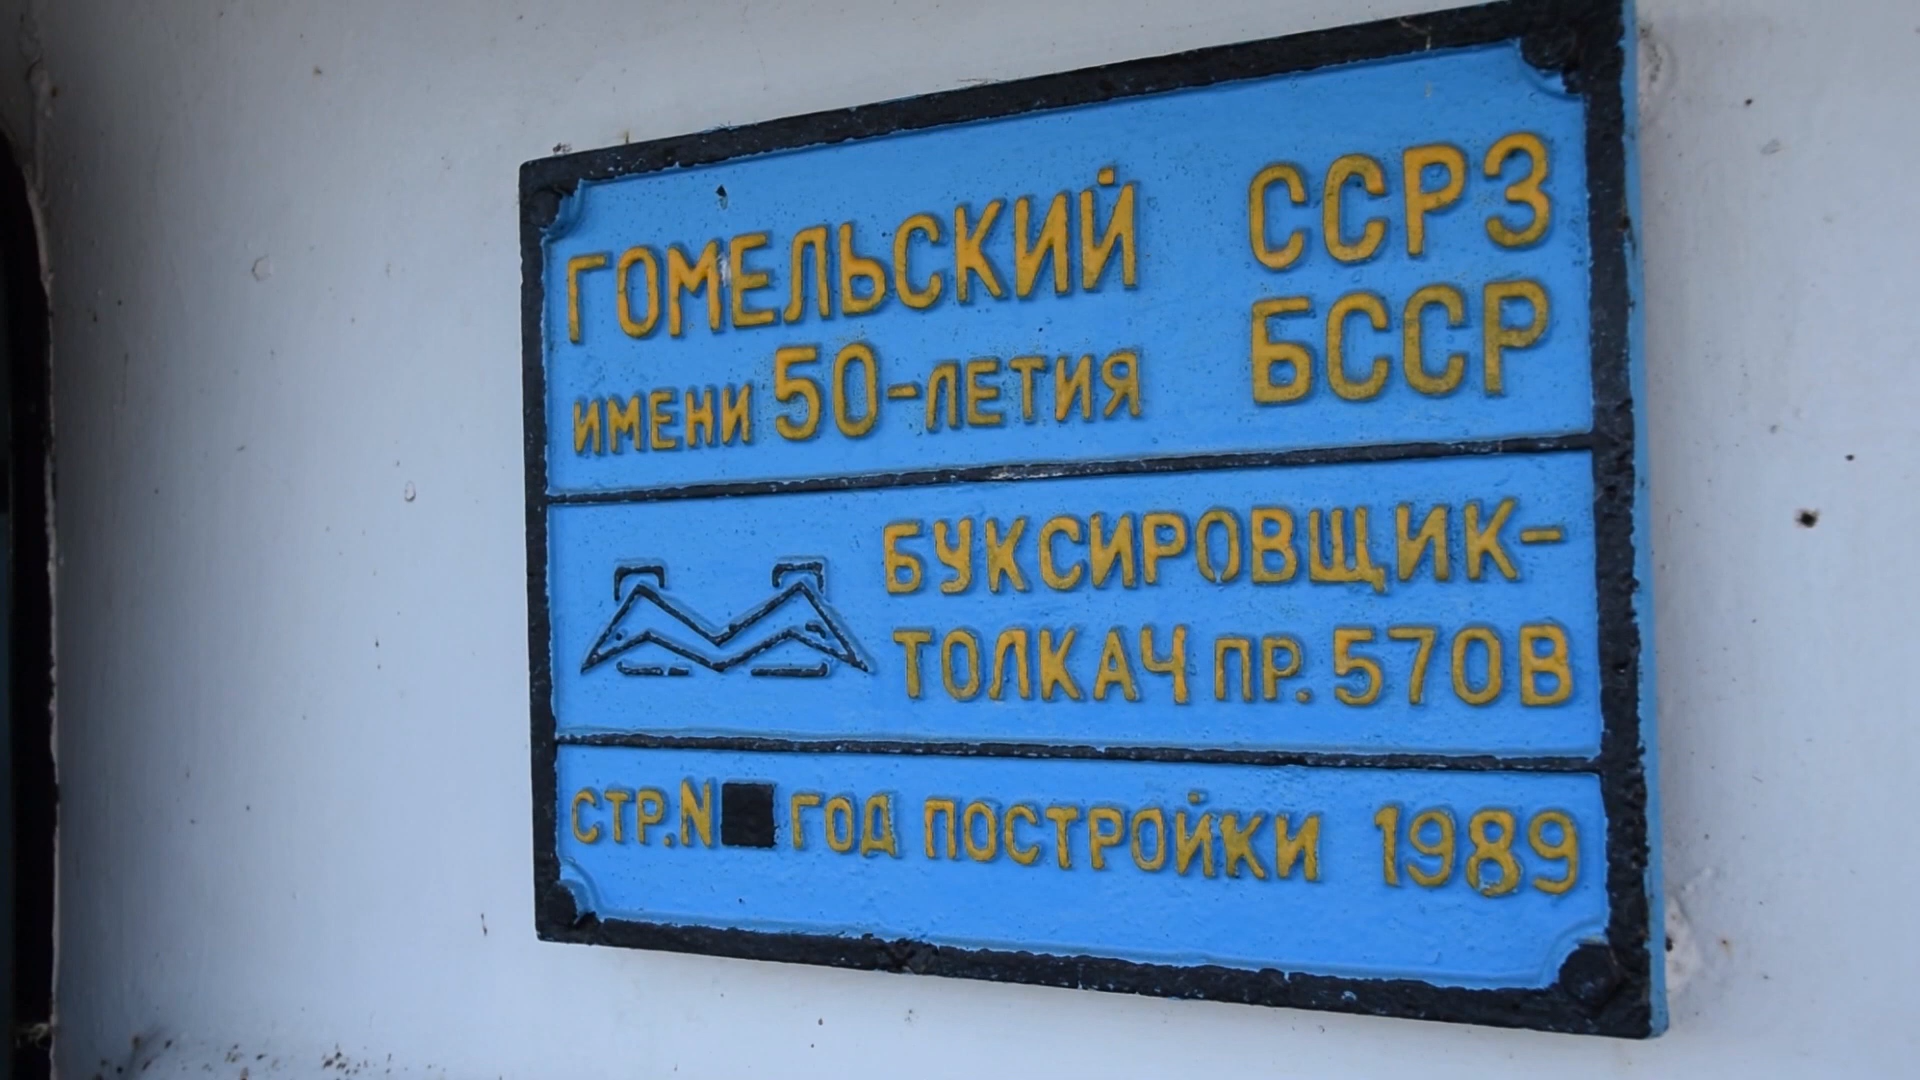 ГОМЕЛЬСКИЙ ССРЗ
ИМЕНИ 50-ЛЕТИЯ БССР
БУКСИРОВЩИК-
ТОЛКАЧ ПР. 570В
СТР.N ГОД ПОСТРОЙКИ 1989